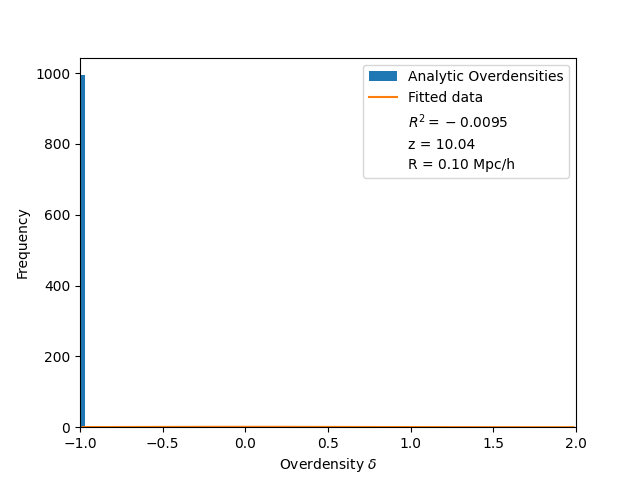 1000
800
600
400
200
0
Frequency
Analytic Overdensities
Fitted data
$R^2 = -0.0095$
z = 10.04
R = 0.10 Mpc/h
−1.0 −0.5 0.0 0.5 1.0 1.5 2.0
Overdensity δ